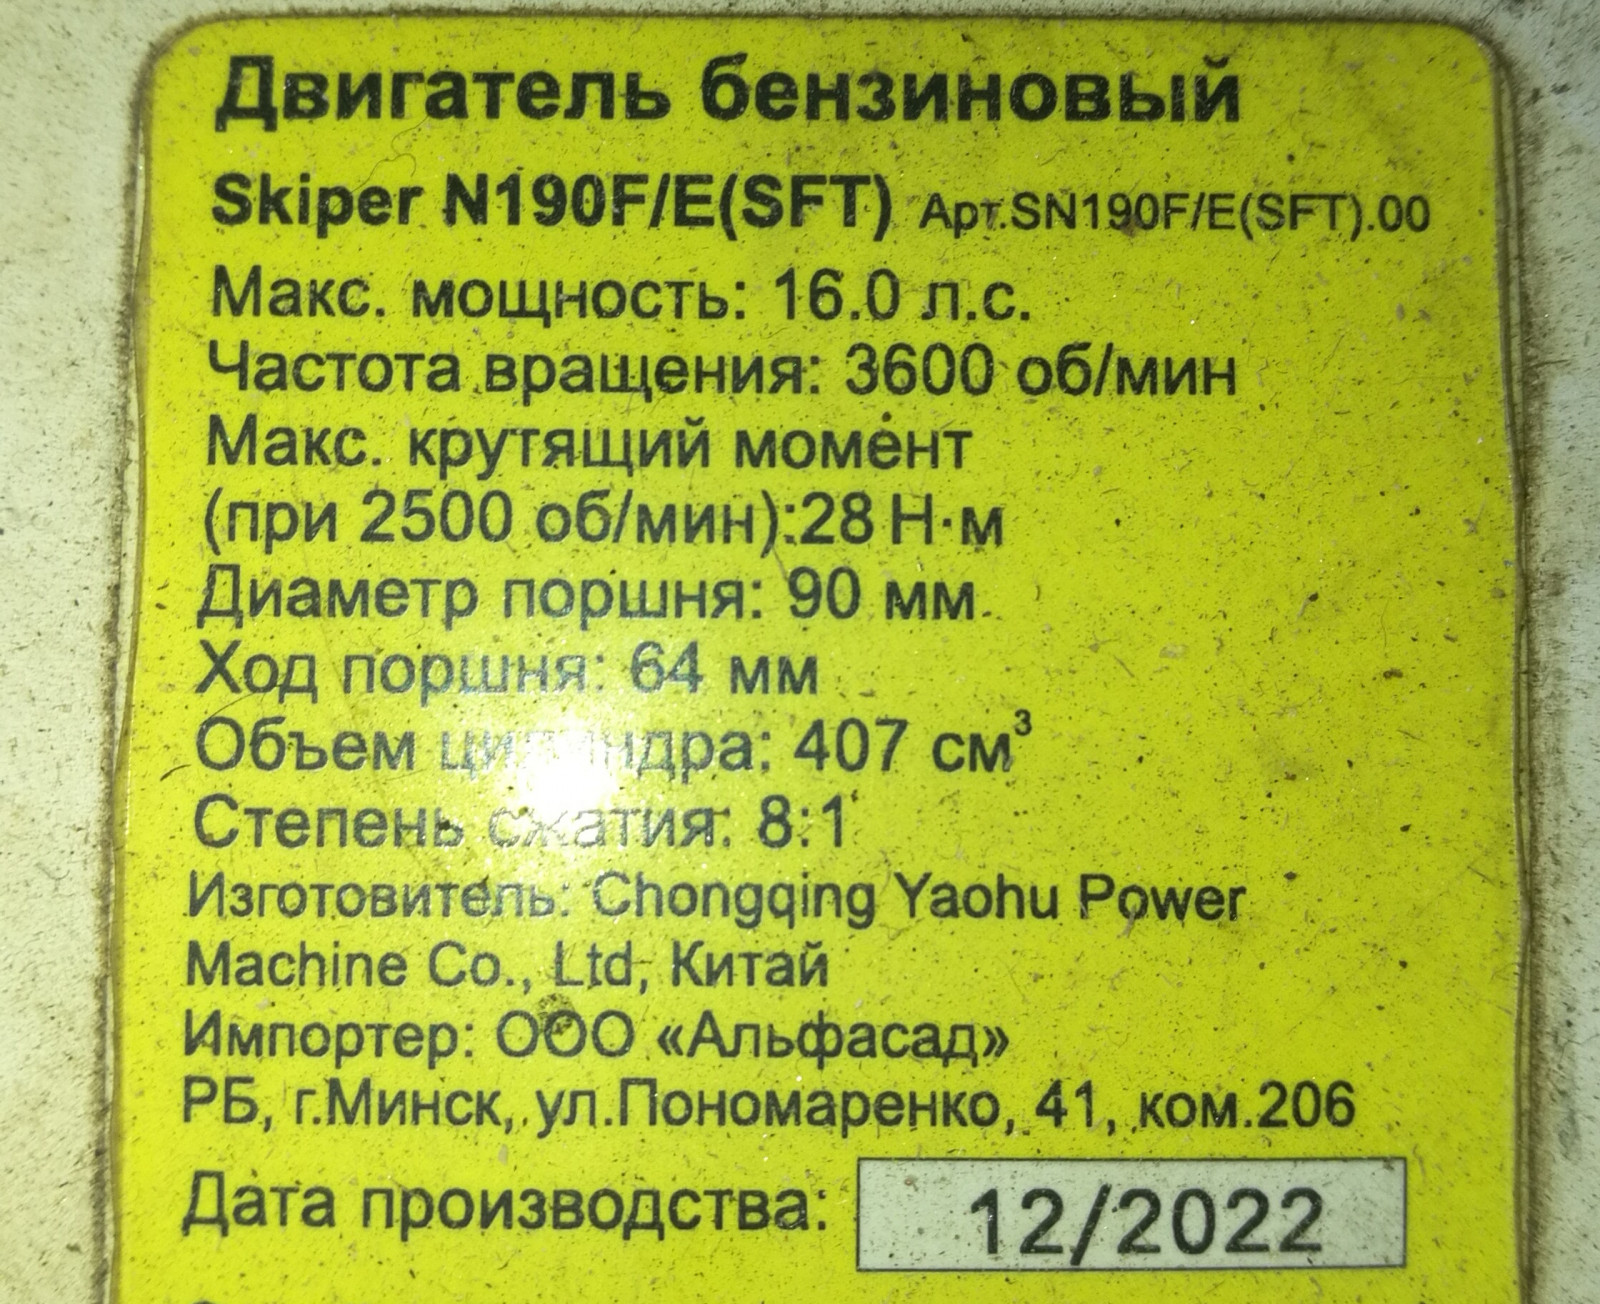 Двигатель бензиновый
Skiper N190F/E(SFT) Арт.SN190F/E(SFT).00
Макс. мощность: 16.0 л.с.
Частота вращения: 3600 об/мин
Макс. крутящий момент
(при 2500 об/мин):28 Н·м
Диаметр поршня: 90 мм
Ход поршня: 64 мм
Объем цилиндра: 407 см³
Степень сжатия: 8:1
Изготовитель: Chongqing Yaohu Power
Machine Co., Ltd, Китай
Импортер: ООО «Альфасад»
РБ, г.Минск, ул.Пономаренко, 41, ком.206
Дата производства: 12/2022